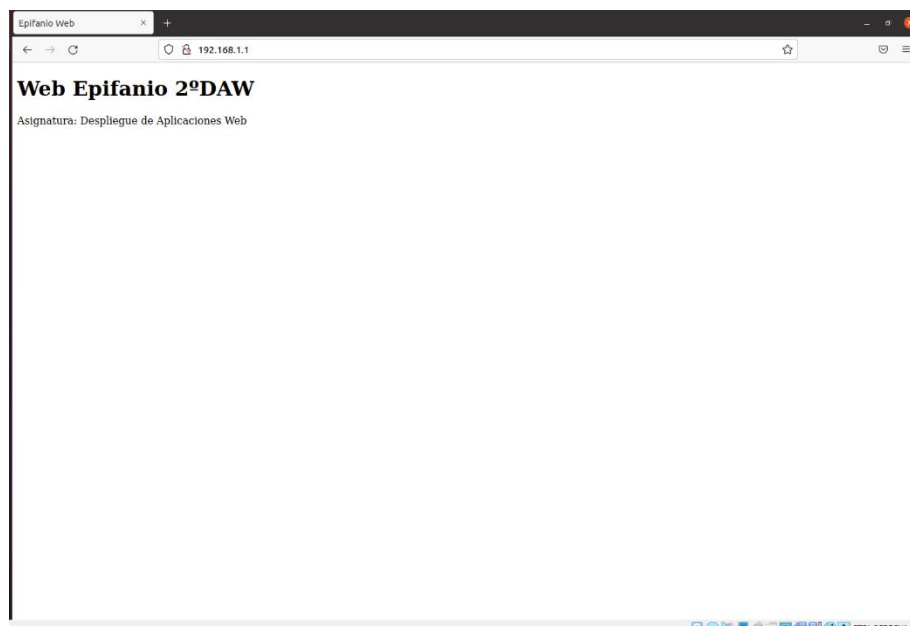 Epifanio Web
192.168.1.1
Web Epifanio 2ºDAW
Asignatura: Despliegue de Aplicaciones Web